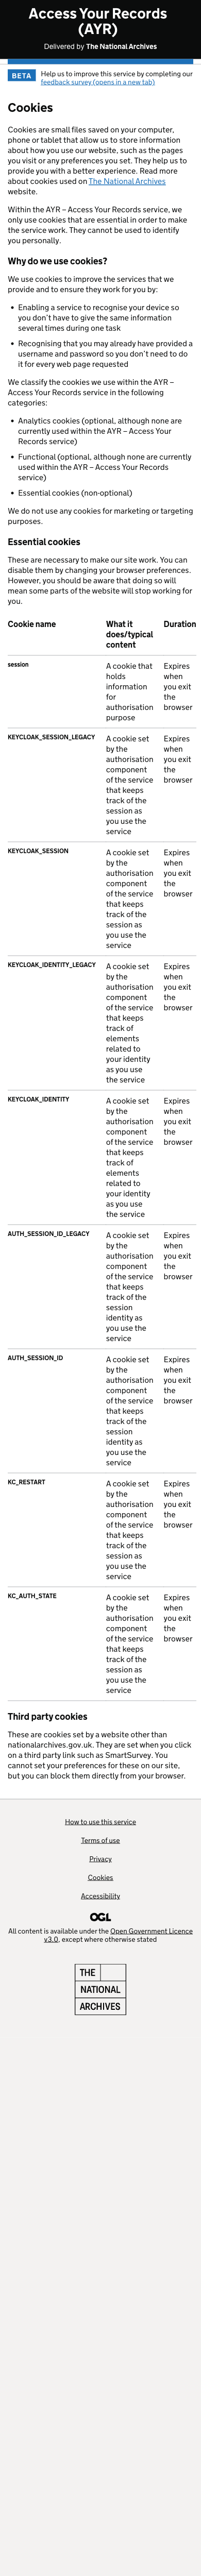 Access Your Records
(AYR)
Delivered by The National Archives
BETA
Help us to improve this service by completing our
feedback survey (opens in a new tab)
Cookies
Cookies are small files saved on your computer,
phone or tablet that allow us to store information
about how you use our website, such as the pages
you visit or your preferences you set. They help us to
provide you with a better experience. Read more
about cookies used on The National Archives
website.
Within the AYR – Access Your Records service, we
only use cookies that are essential in order to make
the service work. They cannot be used to identify
you personally.
Why do we use cookies?
We use cookies to improve the services that we
provide and to ensure they work for you by:
• Enabling a service to recognise your device so
you don't have to give the same information
several times during one task
• Recognising that you may already have provided a
username and password so you don't need to do
it for every web page requested
We classify the cookies we use within the AYR –
Access Your Records service in the following
categories:
• Analytics cookies (optional, although none are
currently used within the AYR – Access Your
Records service)
• Functional (optional, although none are currently
used within the AYR – Access Your Records
service)
• Essential cookies (non-optional)
We do not use any cookies for marketing or targeting
purposes.
Essential cookies
These are necessary to make our site work. You can
disable them by changing your browser preferences.
However, you should be aware that doing so will
mean some parts of the website will stop working for
you.
Cookie name
What it
does/typical
content
Duration
session
A cookie that
holds
information
for
authorisation
purpose
Expires
when
you exit
the
browser
KEYCLOAK_SESSION_LEGACY
A cookie set
by the
authorisation
component
of the service
that keeps
track of the
session as
you use the
service
Expires
when
you exit
the
browser
KEYCLOAK_SESSION
A cookie set
by the
authorisation
component
of the service
that keeps
track of the
session as
you use the
service
Expires
when
you exit
the
browser
KEYCLOAK_IDENTITY_LEGACY
A cookie set
by the
authorisation
component
of the service
that keeps
track of
elements
related to
your identity
as you use
the service
Expires
when
you exit
the
browser
KEYCLOAK_IDENTITY
A cookie set
by the
authorisation
component
of the service
that keeps
track of
elements
related to
your identity
as you use
the service
Expires
when
you exit
the
browser
AUTH_SESSION_ID_LEGACY
A cookie set
by the
authorisation
component
of the service
that keeps
track of the
session
identity as
you use the
service
Expires
when
you exit
the
browser
AUTH_SESSION_ID
A cookie set
by the
authorisation
component
of the service
that keeps
track of the
session
identity as
you use the
service
Expires
when
you exit
the
browser
KC_RESTART
A cookie set
by the
authorisation
component
of the service
that keeps
track of the
session as
you use the
service
Expires
when
you exit
the
browser
KC_AUTH_STATE
A cookie set
by the
authorisation
component
of the service
that keeps
track of the
session as
you use the
service
Expires
when
you exit
the
browser
Third party cookies
These are cookies set by a website other than
nationalarchives.gov.uk. They are set when you click
on a third party link such as SmartSurvey. You
cannot set your preferences for these on our site,
but you can block them directly from your browser.
How to use this service
Terms of use
Privacy
Cookies
Accessibility
OGL
All content is available under the Open Government Licence
v3.0, except where otherwise stated
THE
NATIONAL
ARCHIVES